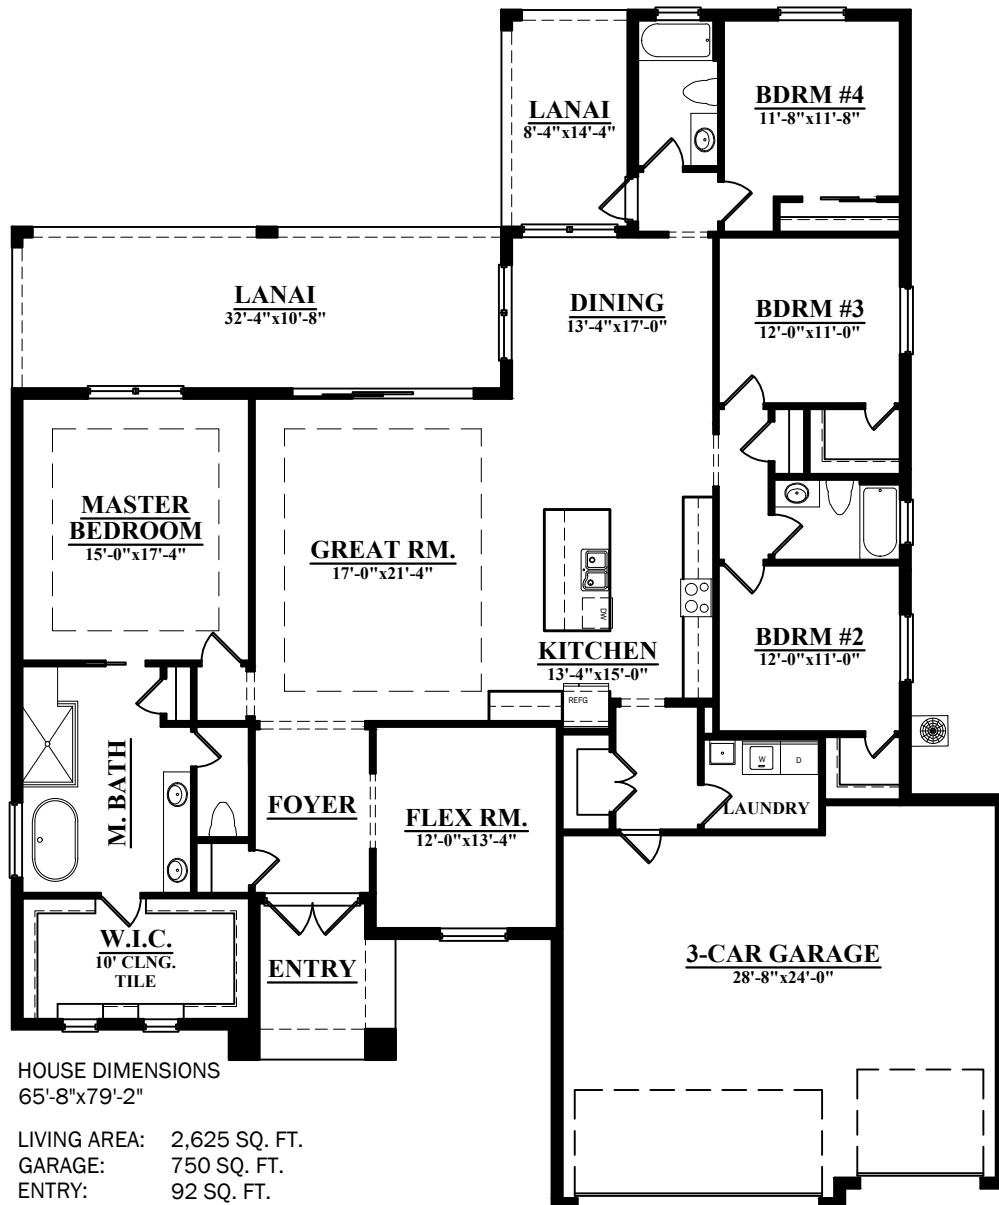 BDRM #4
11'-8"x11'-8"
LANAI
8'-4"x14'-4"
LANAI
32'-4"x10'-8"
DINING
13'-4"x17'-0"
BDRM #3
12'-0"x11'-0"
MASTER
BEDROOM
15'-0"x17'-4"
GREAT RM.
17'-0"x21'-4"
DW
KITCHEN
13'-4"x15'-0"
REFG
BDRM #2
12'-0"x11'-0"
M. BATH
FOYER
FLEX RM.
12'-0"x13'-4"
W
D
LAUNDRY
W.I.C.
10' CLNG.
TILE
ENTRY
3-CAR GARAGE
28'-8"x24'-0"
HOUSE DIMENSIONS
65'-8"x79'-2"
LIVING AREA: 2,625 SQ. FT.
GARAGE: 750 SQ. FT.
ENTRY: 92 SQ. FT.